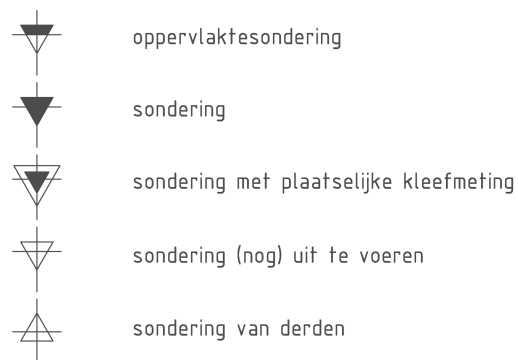 oppervlaktesondering
sondering
sondering met plaatselijke kleefmeting
sondering (nog) uit te voeren
sondering van derden